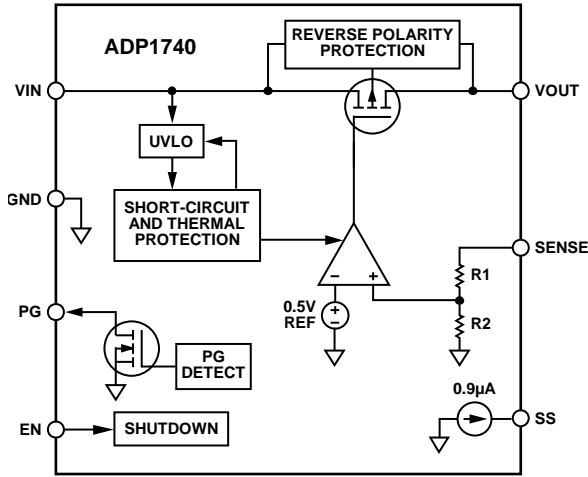 ADP1740
REVERSE POLARITY
PROTECTION
VIN
VOUT
UVLO
GND
SHORT-CIRCUIT
AND THERMAL
PROTECTION
SENSE
R1
– +
PG
0.5V
REF
+
–
R2
PG
DETECT
0.9µA
EN
SHUTDOWN
SS